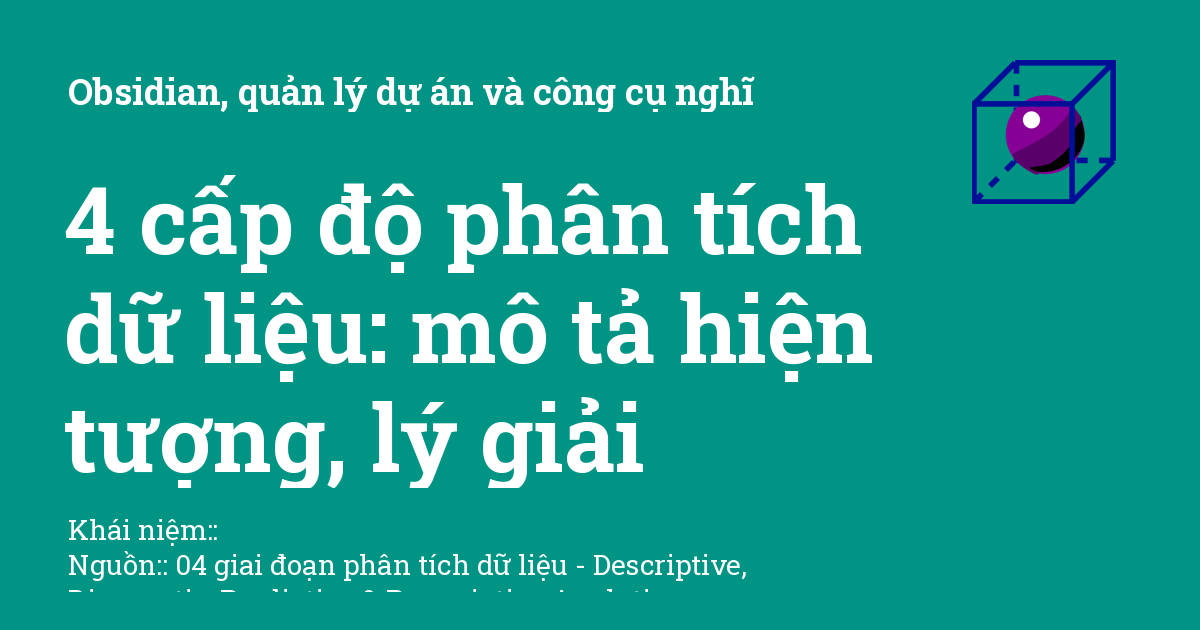 Obsidian, quản lý dự án và công cụ nghĩ
4 cấp độ phân tích
dữ liệu: mô tả hiện
tượng, lý giải
Khái niệm::
Nguồn:: 04 giai đoạn phân tích dữ liệu - Descriptive,